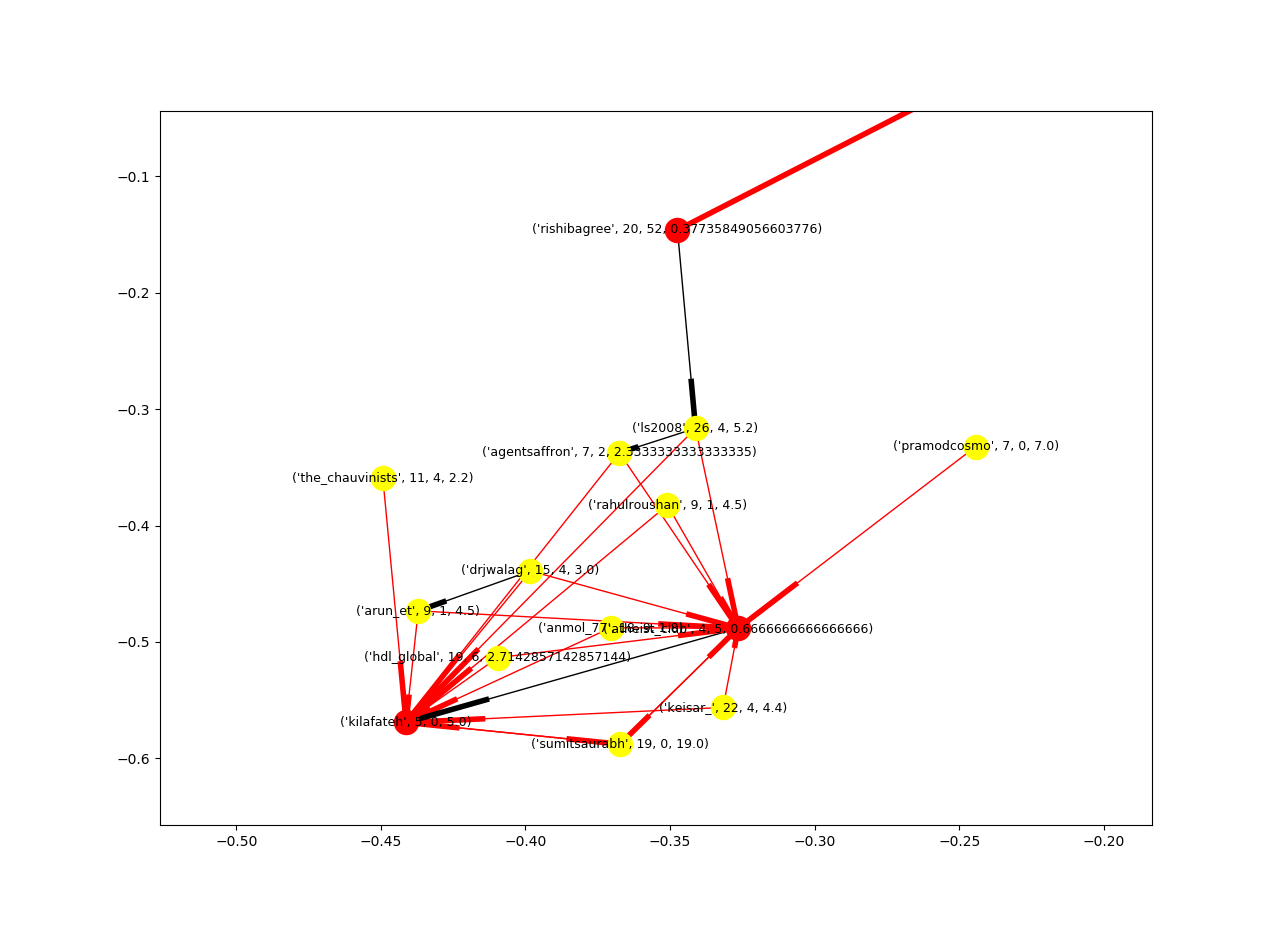 −0.1
('rishibagree', 20, 52, 0.37735849056603776)
−0.2
−0.3
('ls2008', 26, 4, 5.2)
('pramodcosmo', 7, 0, 7.0)
('agentsaffron', 7, 2, 2.3333333333333335)
('the_chauvinists', 11, 4, 2.2)
−0.4
('rahulroushan', 9, 1, 4.5)
('drjwalag', 15, 4, 3.0)
('arun_et', 9, 1, 4.5)
−0.5
4, 5, 0.6666666666666666)
('hdl_global', 19, 6, 2.7142857142857144)
('keisar_', 22, 4, 4.4)
('kilafateh', 5, 0, 5.0)
('sumitsaurabh', 19, 0, 19.0)
−0.6
−0.50 −0.45 −0.40 −0.35 −0.30 −0.25 −0.20